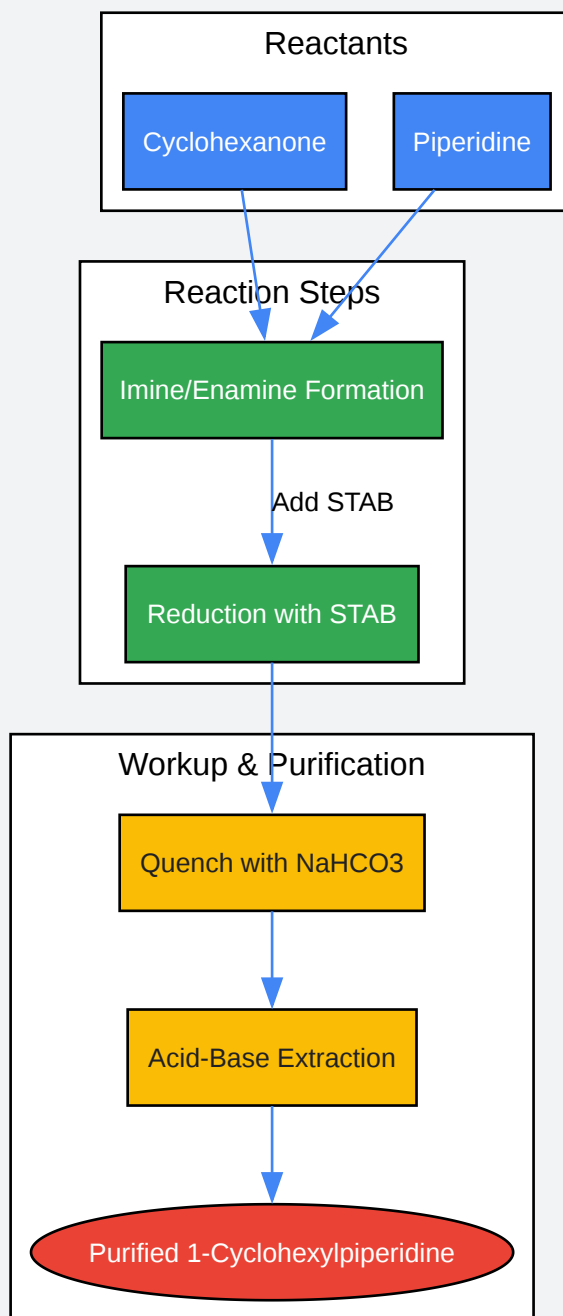 Reactants
Cyclohexanone
Piperidine
Reaction Steps
Imine/Enamine Formation
Add STAB
Reduction with STAB
Workup & Purification
Quench with NaHCO3
Acid-Base Extraction
Purified 1-Cyclohexylpiperidine